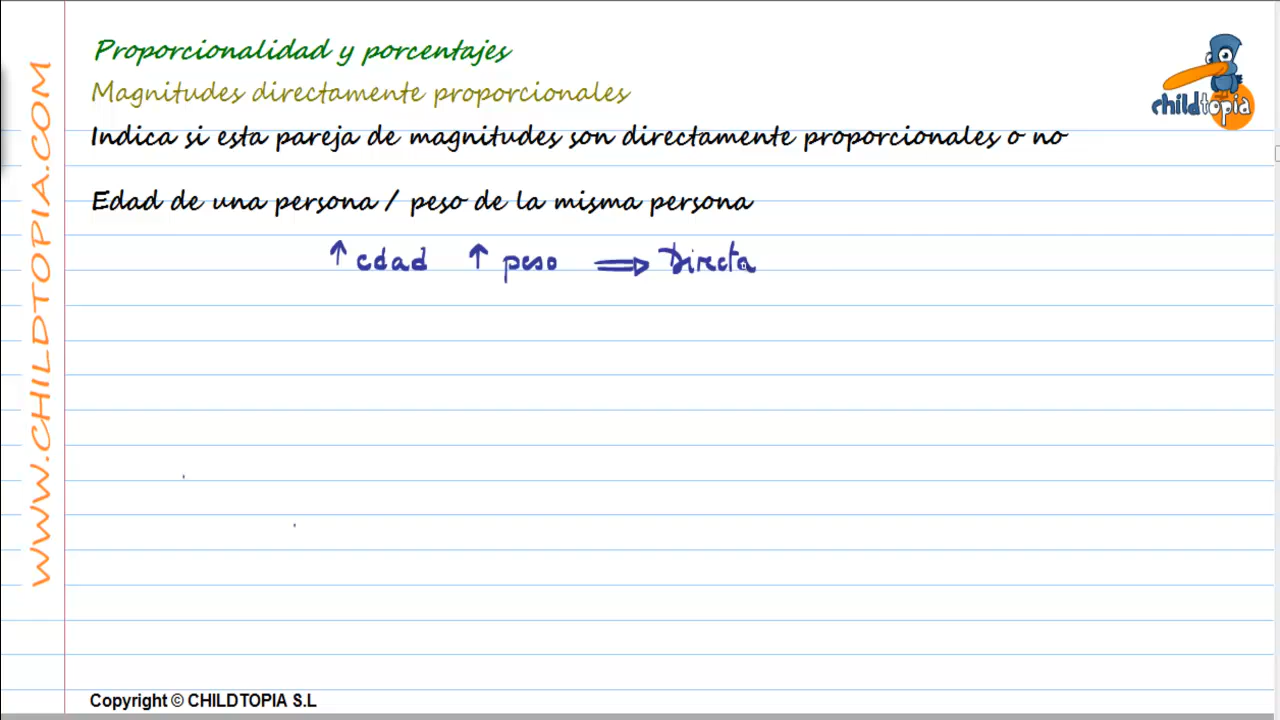 Proporcionalidad y porcentajes
Magnitudes directamente proporcionales
Indica si esta pareja de magnitudes son directamente proporcionales o no
Edad de una persona / peso de la misma persona
↑ edad ↑ peso ⇒ Directa
childtopia
WWW.CHILDTOPIA.COM
Copyright © CHILDTOPIA S.L